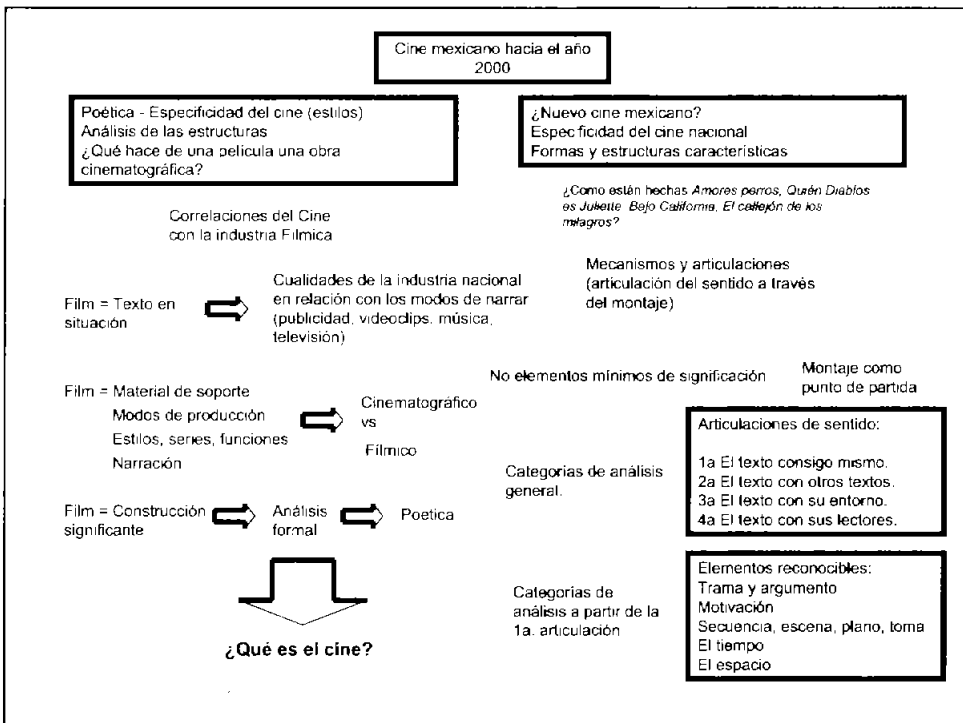 Cine mexicano hacia el año
2000
Poética - Especificidad del cine (estilos)
Análisis de las estructuras
¿Qué hace de una película una obra
cinematográfica?
¿Nuevo cine mexicano?
Especificidad del cine nacional
Formas y estructuras características
¿Como están hechas Amores perros, Quién Diablos
es Juliette Bajo California, El callejón de los
milagros?
Correlaciones del Cine
con la industria Fílmica
Mecanismos y articulaciones
(articulación del sentido a través
del montaje)
Film = Texto en
situación
Cualidades de la industria nacional
en relación con los modos de narrar
(publicidad, videoclips. música,
televisión)
No elementos mínimos de significación
Montaje como
punto de partida
Film = Material de soporte
Modos de producción
Estilos, series, funciones
Narración
Cinematográfico
vs
Fílmico
Articulaciones de sentido:
1a El texto consigo mismo.
2a El texto con otros textos.
3a El texto con su entorno.
4a El texto con sus lectores.
Categorías de análisis
general.
Film = Construcción
significante
Análisis
formal
Poetica
¿Qué es el cine?
Categorías de
análisis a partir de la
1a. articulación
Elementos reconocibles:
Trama y argumento
Motivación
Secuencia, escena, plano, toma
El tiempo
El espacio